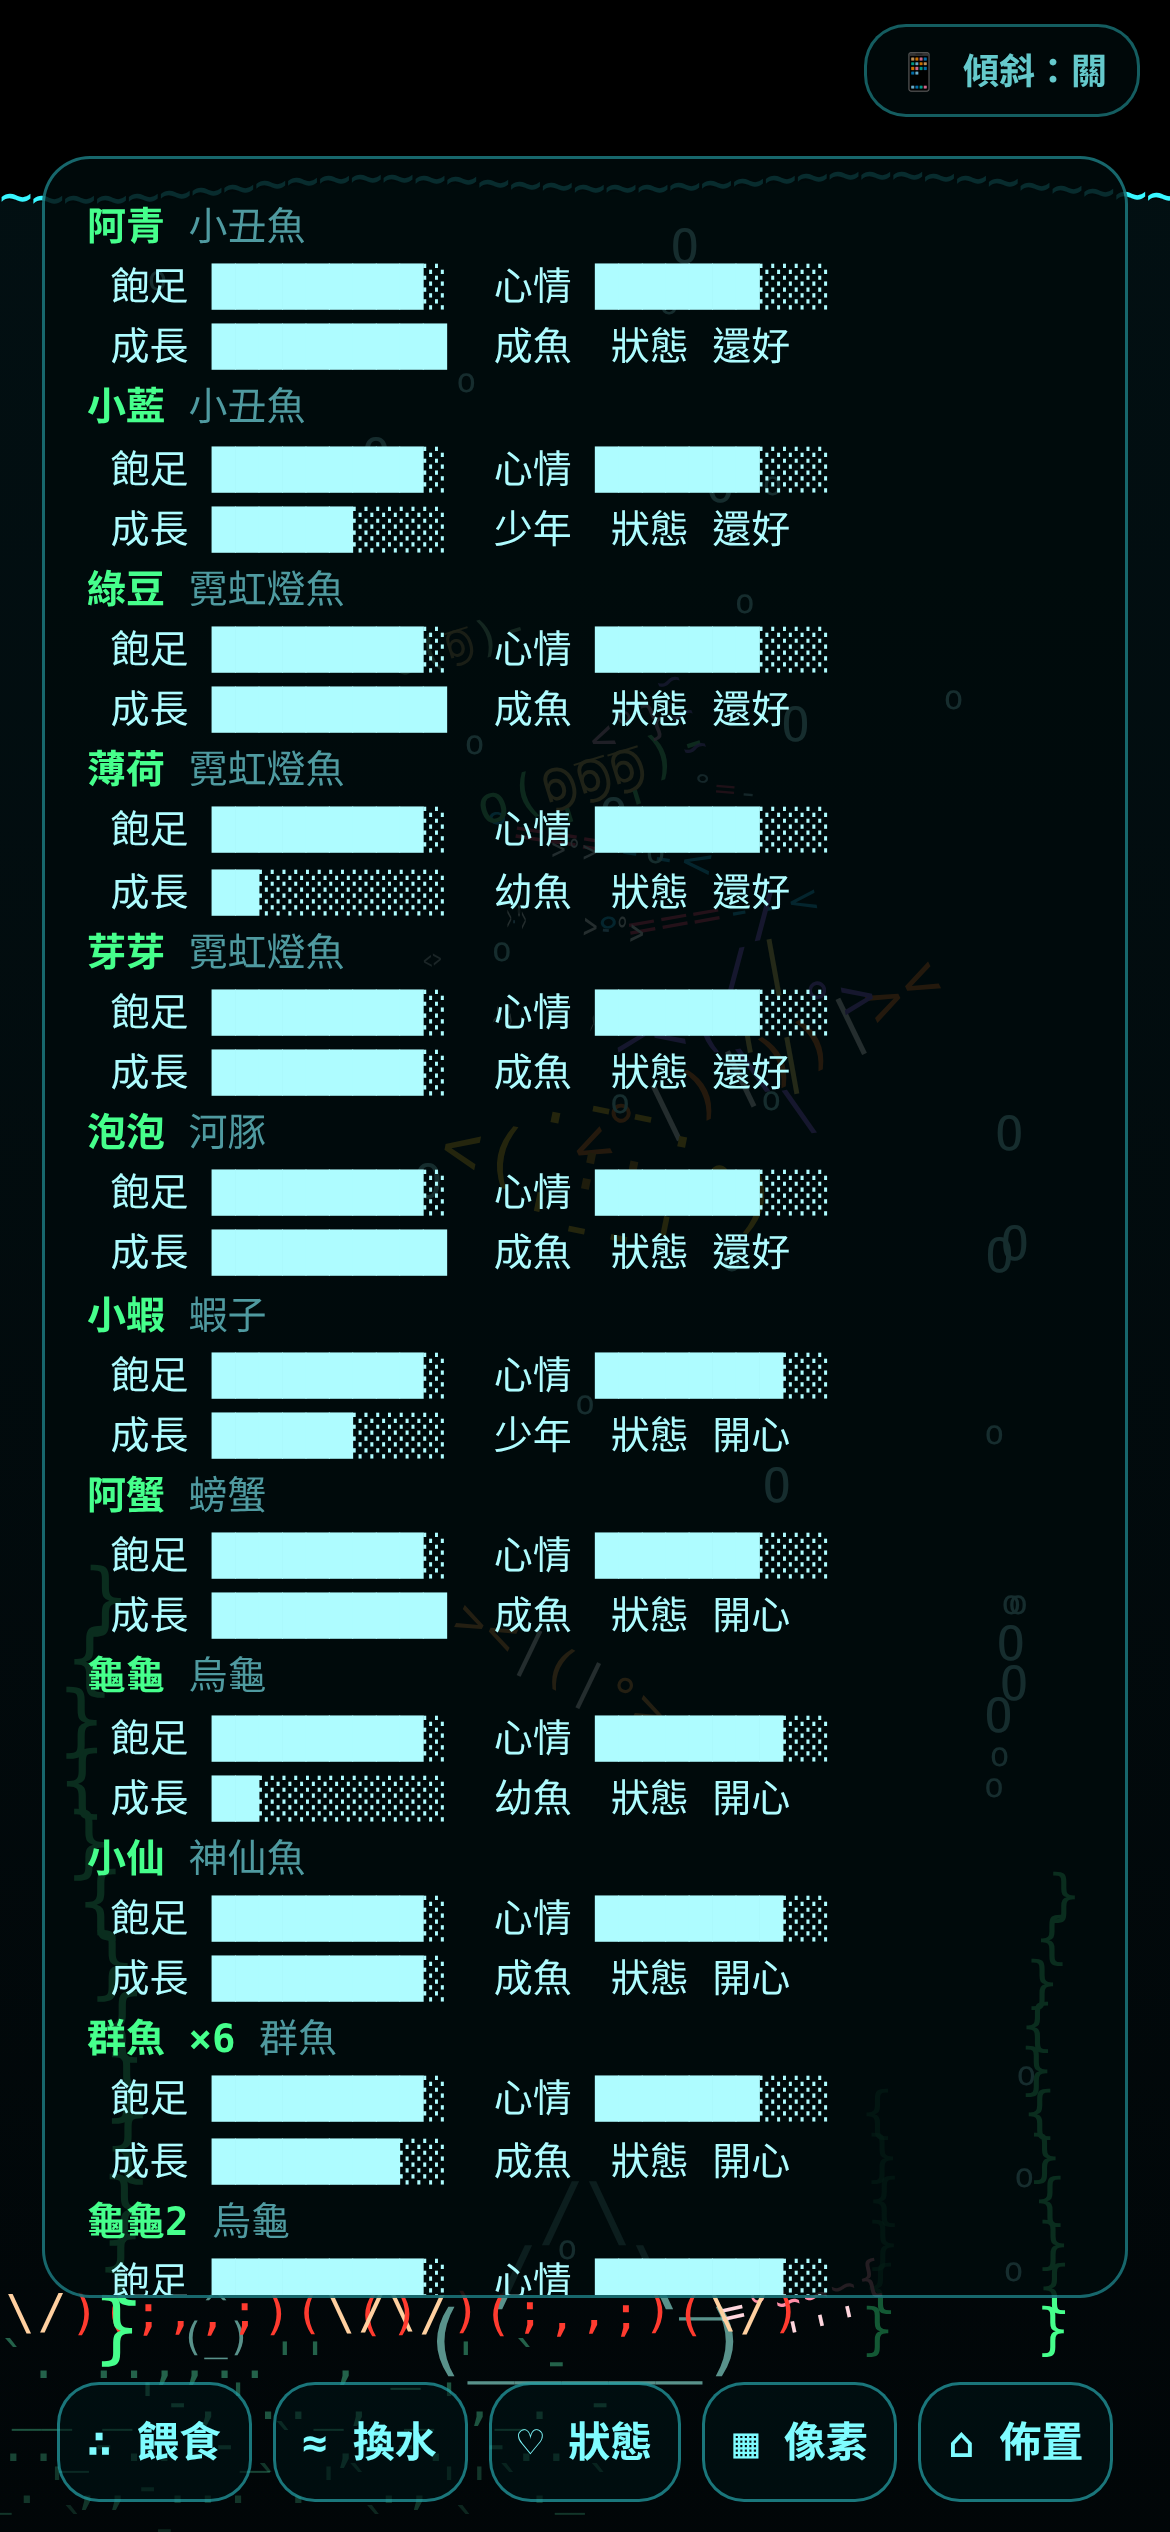 傾斜：關
阿青 小丑魚
飽足 心情
成長 成魚 狀態 還好
小藍 小丑魚
飽足 心情
成長 少年 狀態 還好
綠豆 霓虹燈魚
飽足 心情
成長 成魚 狀態 還好
薄荷 霓虹燈魚
飽足 心情
成長 幼魚 狀態 還好
芽芽 霓虹燈魚
飽足 心情
成長 成魚 狀態 還好
泡泡 河豚
飽足 心情
成長 成魚 狀態 還好
小蝦 蝦子
飽足 心情
成長 少年 狀態 開心
阿蟹 螃蟹
飽足 心情
成長 成魚 狀態 開心
龜龜 烏龜
飽足 心情
成長 幼魚 狀態 開心
小仙 神仙魚
飽足 心情
成長 成魚 狀態 開心
群魚 ×6 群魚
飽足 心情
成長 成魚 狀態 開心
龜龜2 烏龜
飽足 心情
餵食 換水 狀態 像素 佈置